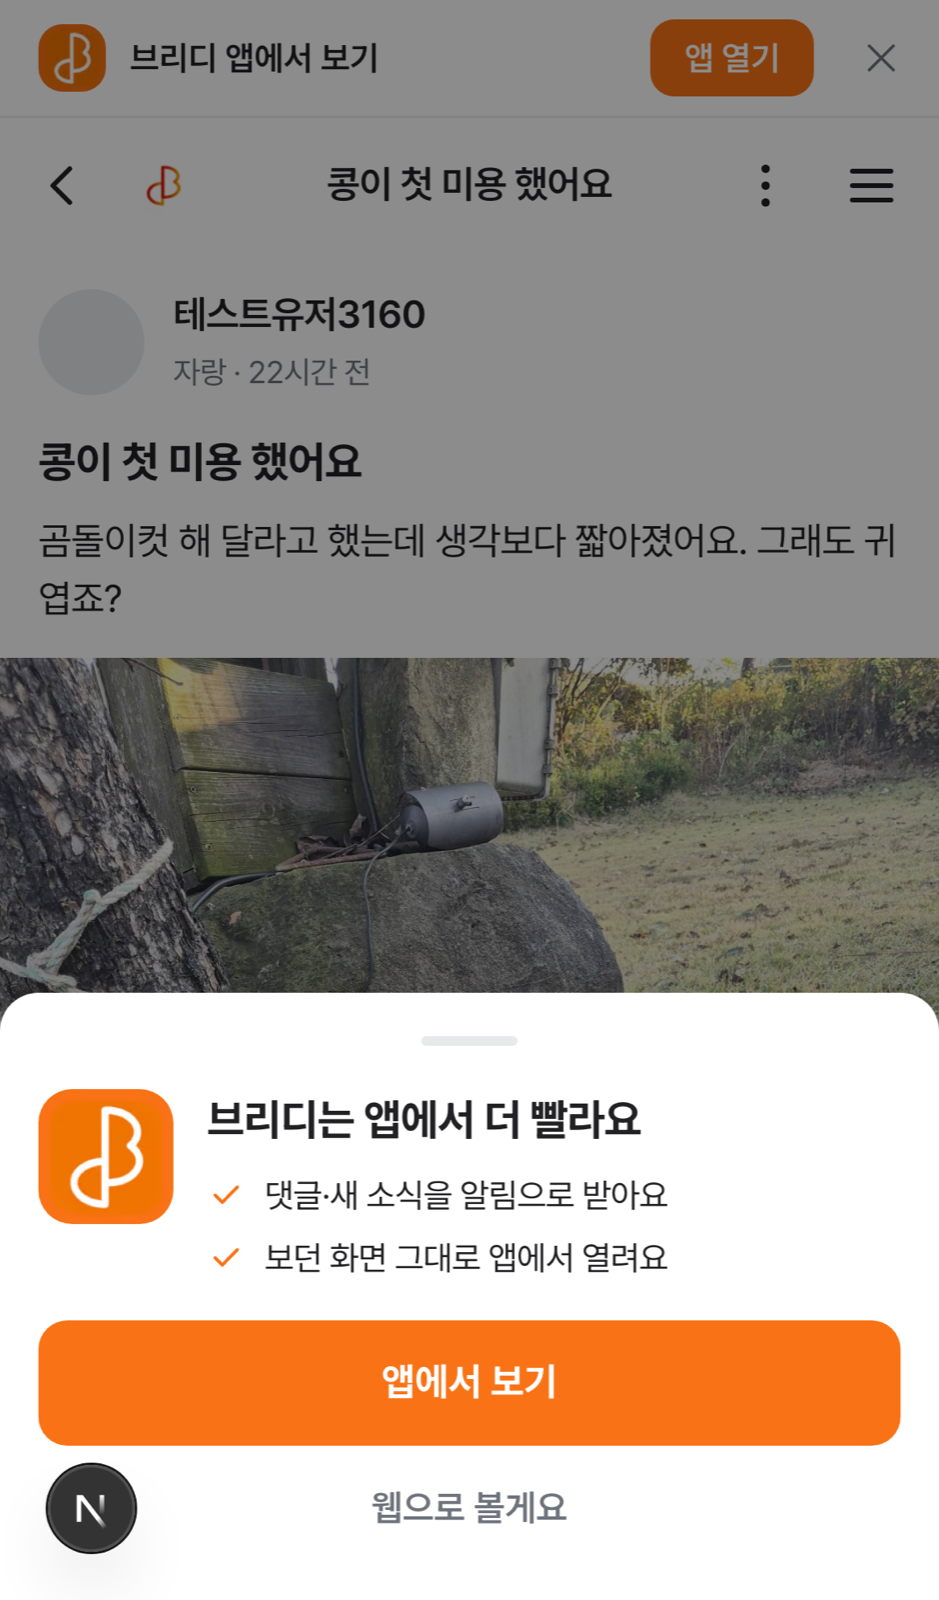 브리디 앱에서 보기
앱 열기
콩이 첫 미용 했어요
테스트유저3160
자랑 · 22시간 전
콩이 첫 미용 했어요
곰돌이컷 해 달라고 했는데 생각보다 짧아졌어요. 그래도 귀
엽죠?
브리디는 앱에서 더 빨라요
댓글·새 소식을 알림으로 받아요
보던 화면 그대로 앱에서 열려요
앱에서 보기
N
웹으로 볼게요